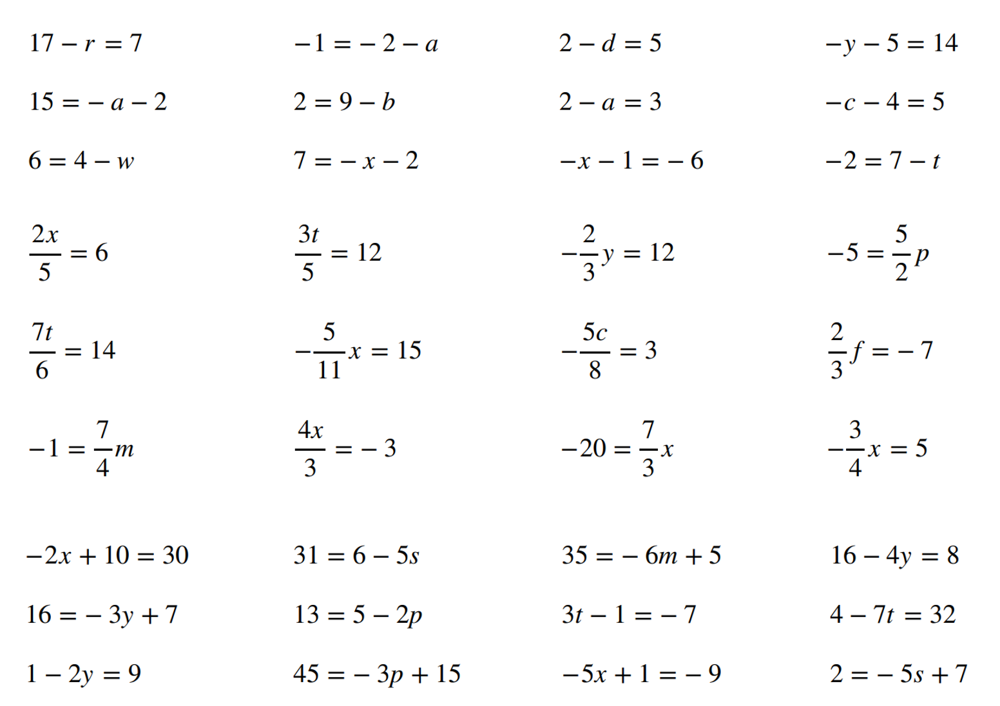 17 − r = 7    −1 = − 2 − a    2 − d = 5    −y − 5 = 14
15 = − a − 2    2 = 9 − b    2 − a = 3    −c − 4 = 5
6 = 4 − w    7 = − x − 2    −x − 1 = − 6    −2 = 7 − t
2x/5 = 6    3t/5 = 12    −2/3 y = 12    −5 = 5/2 p
7t/6 = 14    −5/11 x = 15    −5c/8 = 3    2/3 f = − 7
−1 = 7/4 m    4x/3 = − 3    −20 = 7/3 x    −3/4 x = 5
−2x + 10 = 30    31 = 6 − 5s    35 = − 6m + 5    16 − 4y = 8
16 = − 3y + 7    13 = 5 − 2p    3t − 1 = − 7    4 − 7t = 32
1 − 2y = 9    45 = − 3p + 15    −5x + 1 = − 9    2 = − 5s + 7